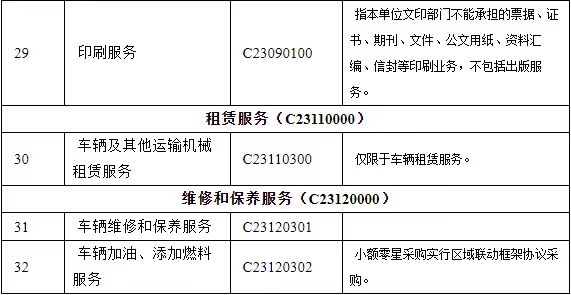 指本单位文印部门不能承担的票据、证
书、期刊、文件、公文用纸、资料汇
29 印刷服务 C23090100
编、信封等印刷业务，不包括出版服
务。
租赁服务（C23110000）
车辆及其他运输机械
30 C23110300 仅限于车辆租赁服务。
租赁服务
维修和保养服务（C23120000）
31 车辆维修和保养服务 C23120301
车辆加油、添加燃料 小额零星采购实行区域联动框架协议采
32 C23120302
服务 购。